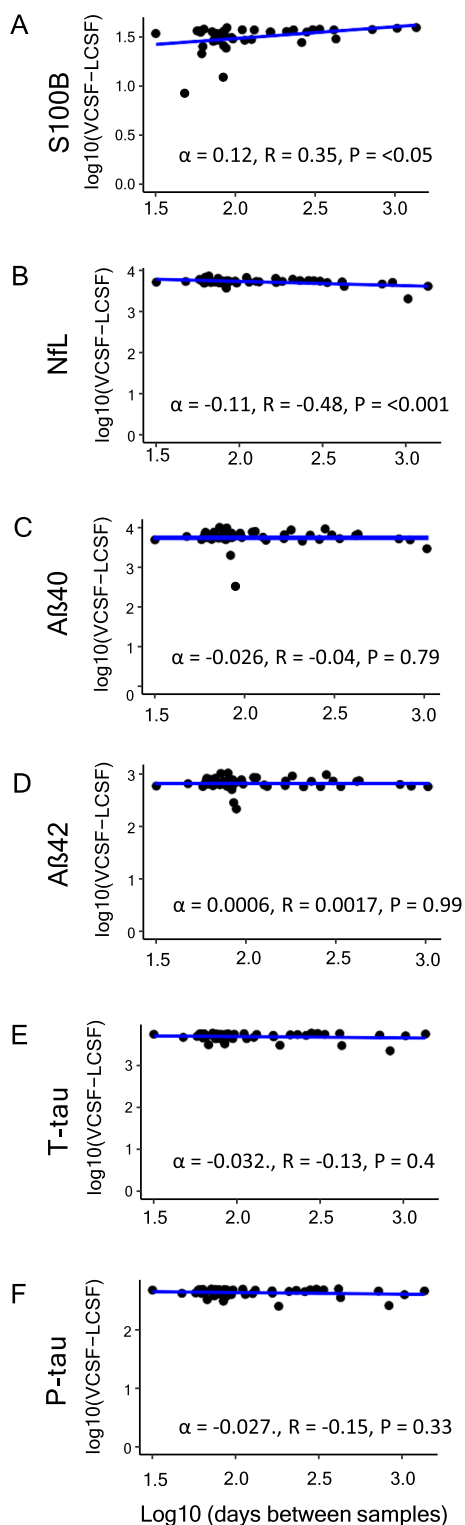 A
S100B
log10(VCSF−LCSF)
1.5
1.0
0.5
0.0
α = 0.12, R = 0.35, P = <0.05
1.5 2.0 2.5 3.0
B
NfL
log10(VCSF−LCSF)
4
3
2
1
0
α = -0.11, R = -0.48, P = <0.001
1.5 2.0 2.5 3.0
C
Aß40
log10(VCSF−LCSF)
4
3
2
1
0
α = -0.026, R = -0.04, P = 0.79
1.5 2.0 2.5 3.0
D
Aß42
log10(VCSF−LCSF)
3
2
1
0
α = 0.0006, R = 0.0017, P = 0.99
1.5 2.0 2.5 3.0
E
T-tau
log10(VCSF−LCSF)
3
2
1
0
α = -0.032., R = -0.13, P = 0.4
1.5 2.0 2.5 3.0
F
P-tau
log10(VCSF−LCSF)
2
1
0
α = -0.027., R = -0.15, P = 0.33
1.5 2.0 2.5 3.0
Log10 (days between samples)